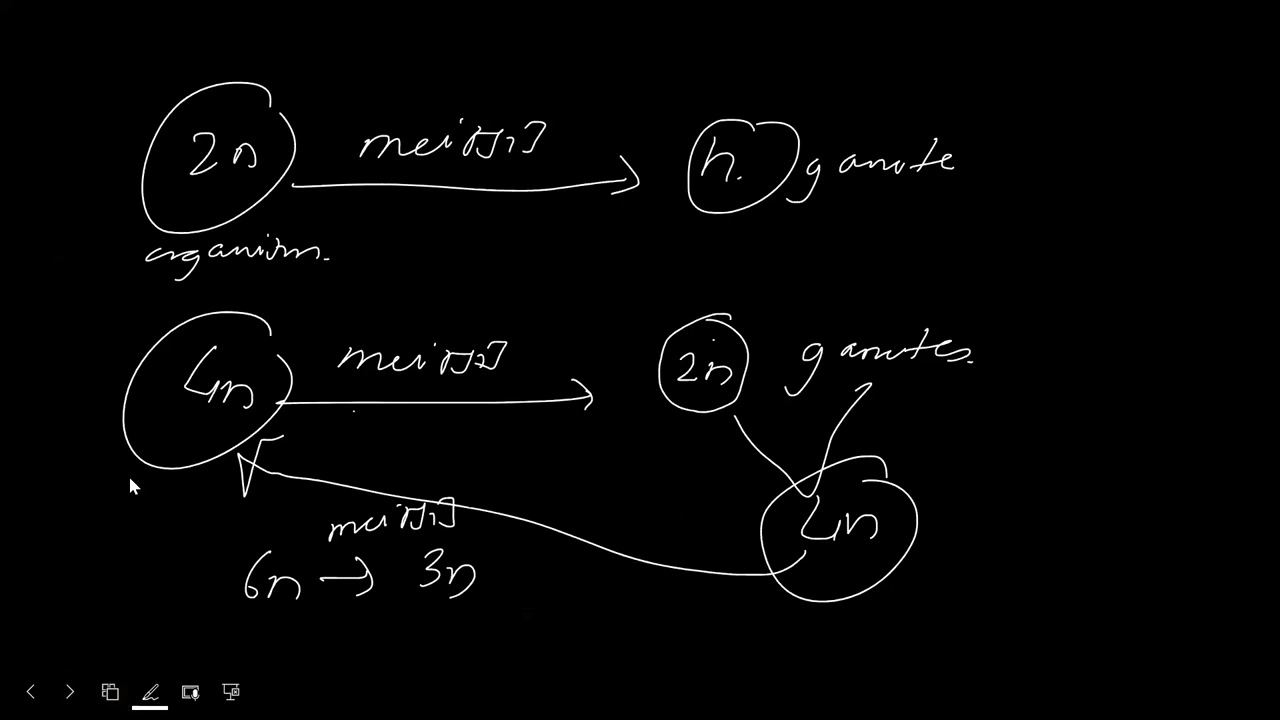 2n meiosis n. gamete
organism.
4n meiosis 2n gametes.
4n
meiosis
6n → 3n